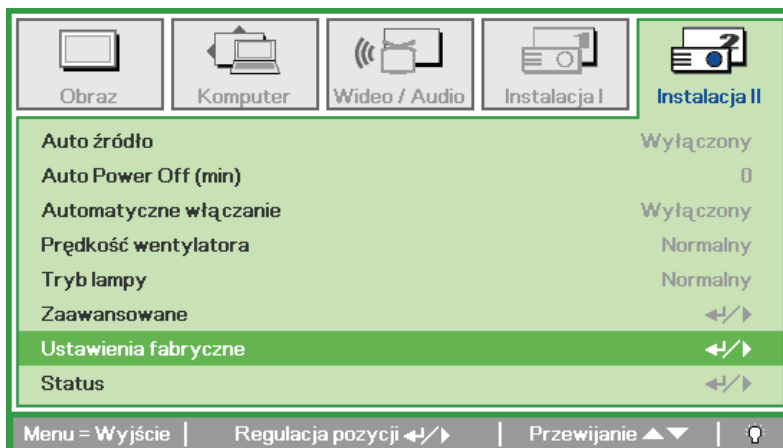 Obraz Komputer Wideo / Audio Instalacja I Instalacja II
Auto źródło Wyłączony
Auto Power Off (min) 0
Automatyczne włączanie Wyłączony
Prędkość wentylatora Normalny
Tryb lampy Normalny
Zaawansowane ↵/▶
Ustawienia fabryczne ↵/▶
Status ↵/▶
Menu = Wyjście | Regulacja pozycji ↵/▶ | Przewijanie ▲▼ |